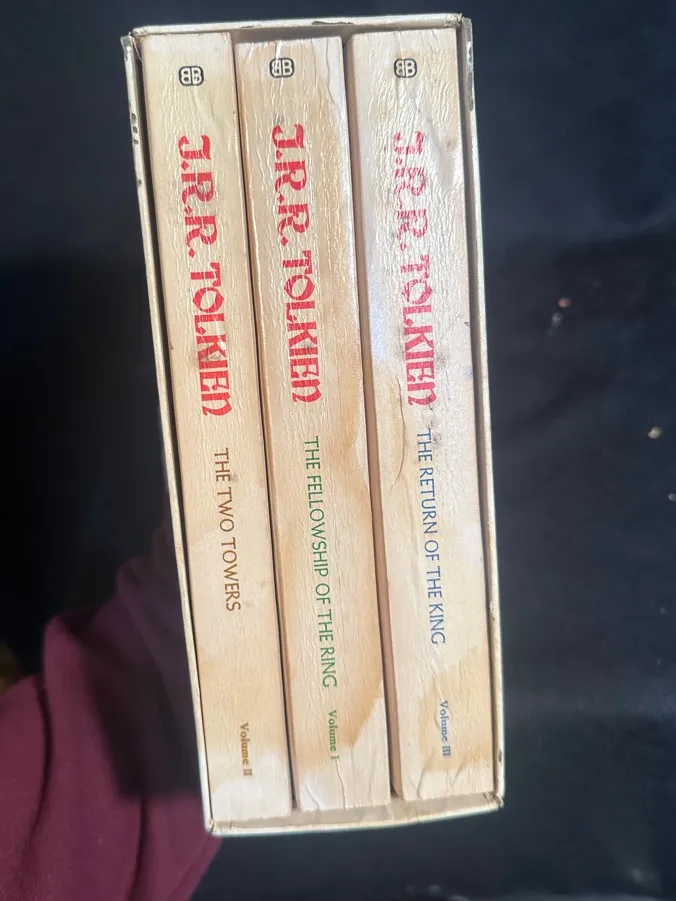 BB
J.R.R. TOLKIEN
THE TWO TOWERS
Volume II
BB
J.R.R. TOLKIEN
THE FELLOWSHIP OF THE RING
Volume I
BB
J.R.R. TOLKIEN
THE RETURN OF THE KING
Volume III